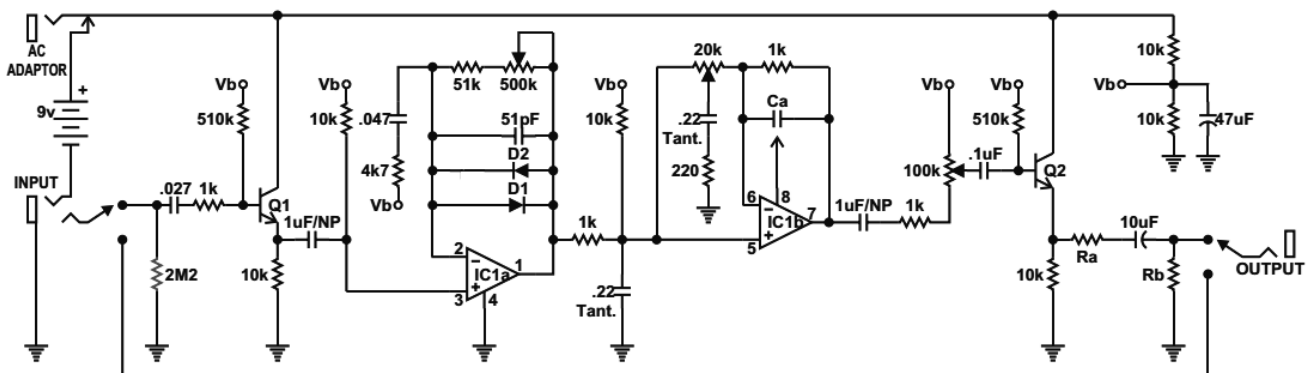 AC
ADAPTOR
+
9v
INPUT
.027
1k
2M2
Vb
510k
Q1
1uF/NP
10k
Vb
10k
.047
4k7
Vb
51k
500k
51pF
D2
D1
2
3
4
1
−
+
IC1a
1k
Vb
10k
.22
Tant.
20k
1k
Ca
.22
Tant.
220
6
5
8
7
−
+
IC1b
1uF/NP
1k
Vb
100k
.1uF
Vb
510k
Q2
10k
Ra
10uF
Rb
OUTPUT
10k
Vb
10k
47uF